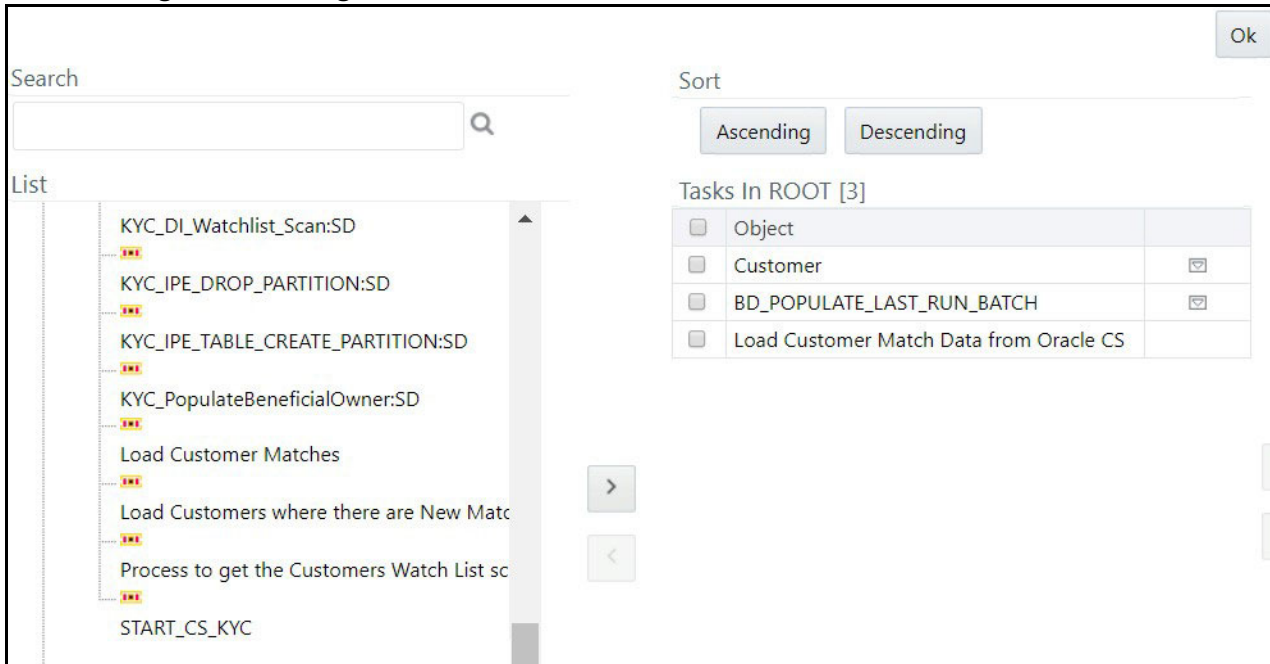 Ok
Search
List
KYC_DI_Watchlist_Scan:SD
KYC_IPE_DROP_PARTITION:SD
KYC_IPE_TABLE_CREATE_PARTITION:SD
KYC_PopulateBeneficialOwner:SD
Load Customer Matches
Load Customers where there are New Matc
Process to get the Customers Watch List sc
START_CS_KYC
>
<
Sort
Ascending Descending
Tasks In ROOT [3]
Object
Customer
BD_POPULATE_LAST_RUN_BATCH
Load Customer Match Data from Oracle CS